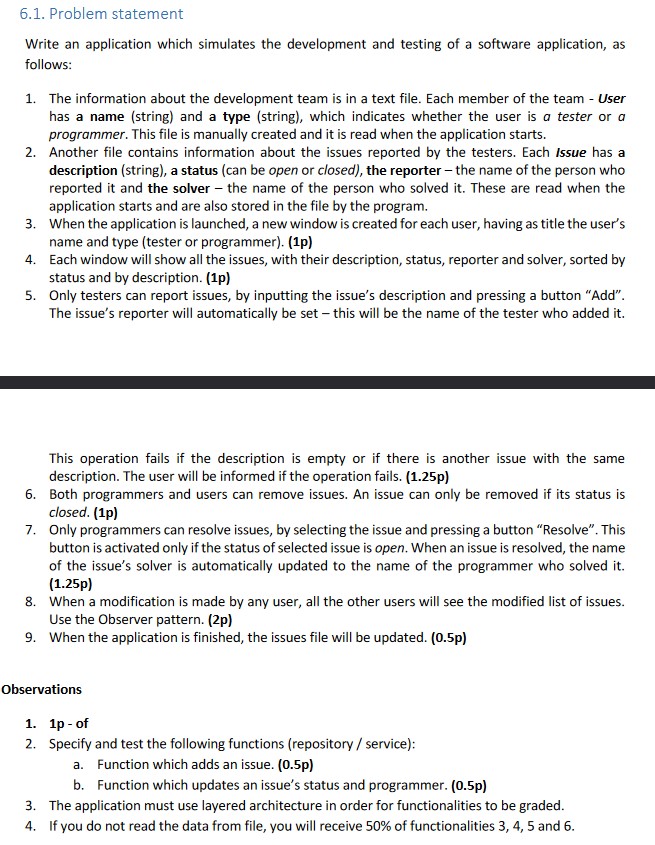 6.1. Problem statement
Write an application which simulates the development and testing of a software application, as
follows:
1. The information about the development team is in a text file. Each member of the team - User
has a name (string) and a type (string), which indicates whether the user is a tester or a
programmer. This file is manually created and it is read when the application starts.
2. Another file contains information about the issues reported by the testers. Each Issue has a
description (string), a status (can be open or closed), the reporter – the name of the person who
reported it and the solver – the name of the person who solved it. These are read when the
application starts and are also stored in the file by the program.
3. When the application is launched, a new window is created for each user, having as title the user's
name and type (tester or programmer). (1p)
4. Each window will show all the issues, with their description, status, reporter and solver, sorted by
status and by description. (1p)
5. Only testers can report issues, by inputting the issue's description and pressing a button "Add".
The issue's reporter will automatically be set – this will be the name of the tester who added it.
This operation fails if the description is empty or if there is another issue with the same
description. The user will be informed if the operation fails. (1.25p)
6. Both programmers and users can remove issues. An issue can only be removed if its status is
closed. (1p)
7. Only programmers can resolve issues, by selecting the issue and pressing a button "Resolve". This
button is activated only if the status of selected issue is open. When an issue is resolved, the name
of the issue's solver is automatically updated to the name of the programmer who solved it.
(1.25p)
8. When a modification is made by any user, all the other users will see the modified list of issues.
Use the Observer pattern. (2p)
9. When the application is finished, the issues file will be updated. (0.5p)
Observations
1. 1p - of
2. Specify and test the following functions (repository / service):
a. Function which adds an issue. (0.5p)
b. Function which updates an issue's status and programmer. (0.5p)
3. The application must use layered architecture in order for functionalities to be graded.
4. If you do not read the data from file, you will receive 50% of functionalities 3, 4, 5 and 6.